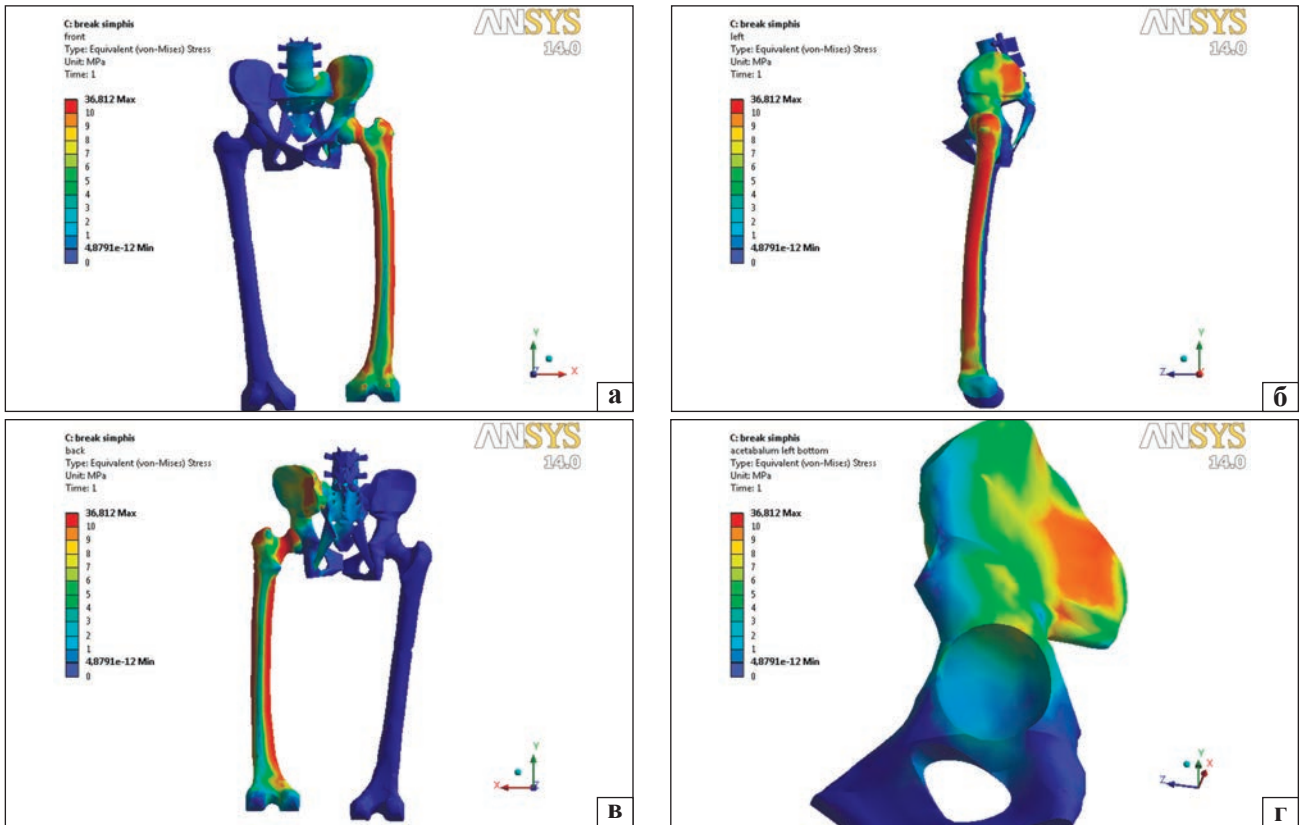 C: break simphis
front
Type: Equivalent (von-Mises) Stress
Unit: MPa
Time: 1
36,812 Max
10
9
8
7
6
5
4
3
2
1
4,8791e-12 Min
0
ANSYS
14.0
Y
X
Z
а
C: break simphis
left
Type: Equivalent (von-Mises) Stress
Unit: MPa
Time: 1
36,812 Max
10
9
8
7
6
5
4
3
2
1
4,8791e-12 Min
0
ANSYS
14.0
Y
Z
X
б
C: break simphis
back
Type: Equivalent (von-Mises) Stress
Unit: MPa
Time: 1
36,812 Max
10
9
8
7
6
5
4
3
2
1
4,8791e-12 Min
0
ANSYS
14.0
Y
X
Z
в
C: break simphis
acetabalum left bottom
Type: Equivalent (von-Mises) Stress
Unit: MPa
Time: 1
36,812 Max
10
9
8
7
6
5
4
3
2
1
4,8791e-12 Min
0
ANSYS
14.0
Y
X
Z
г